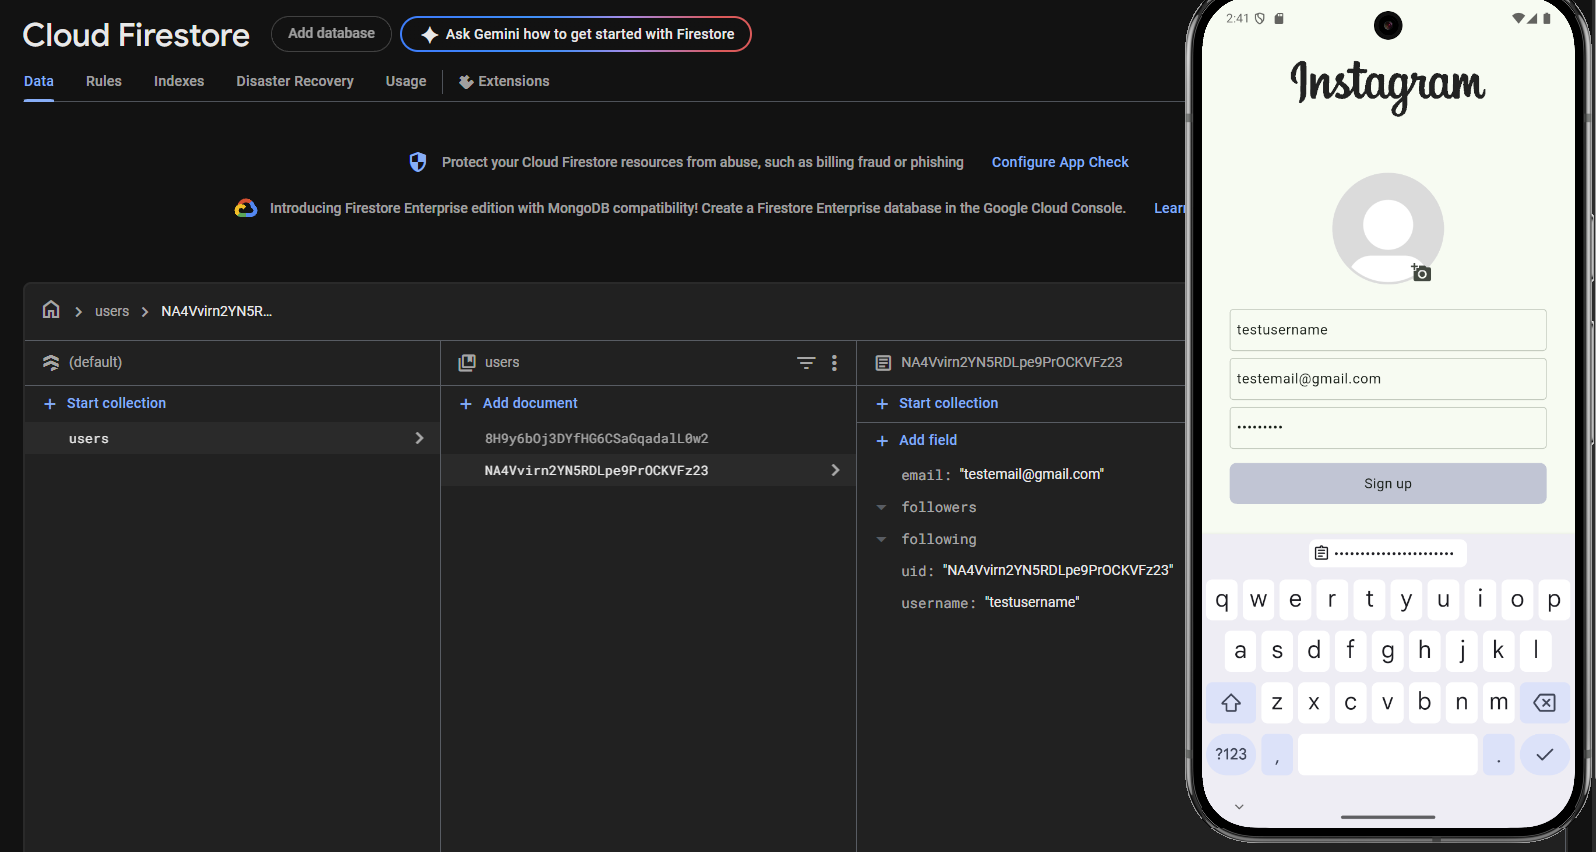 Cloud Firestore
Add database
Ask Gemini how to get started with Firestore
Data
Rules
Indexes
Disaster Recovery
Usage
Extensions
Protect your Cloud Firestore resources from abuse, such as billing fraud or phishing
Configure App Check
Introducing Firestore Enterprise edition with MongoDB compatibility! Create a Firestore Enterprise database in the Google Cloud Console.
Learn
users
NA4Vvirn2YN5R...
(default)
Start collection
users
users
Add document
8H9y6bOj3DYfHG6CSaGqadalL0w2
NA4Vvirn2YN5RDLpe9PrOCKVFz23
NA4Vvirn2YN5RDLpe9PrOCKVFz23
Start collection
Add field
email: "testemail@gmail.com"
followers
following
uid: "NA4Vvirn2YN5RDLpe9PrOCKVFz23"
username: "testusername"
2:41
Instagram
testusername
testemail@gmail.com
•••••••••
Sign up
•••••••••••••••••••••••
q w e r t y u i o p
a s d f g h j k l
z x c v b n m
?123 , .